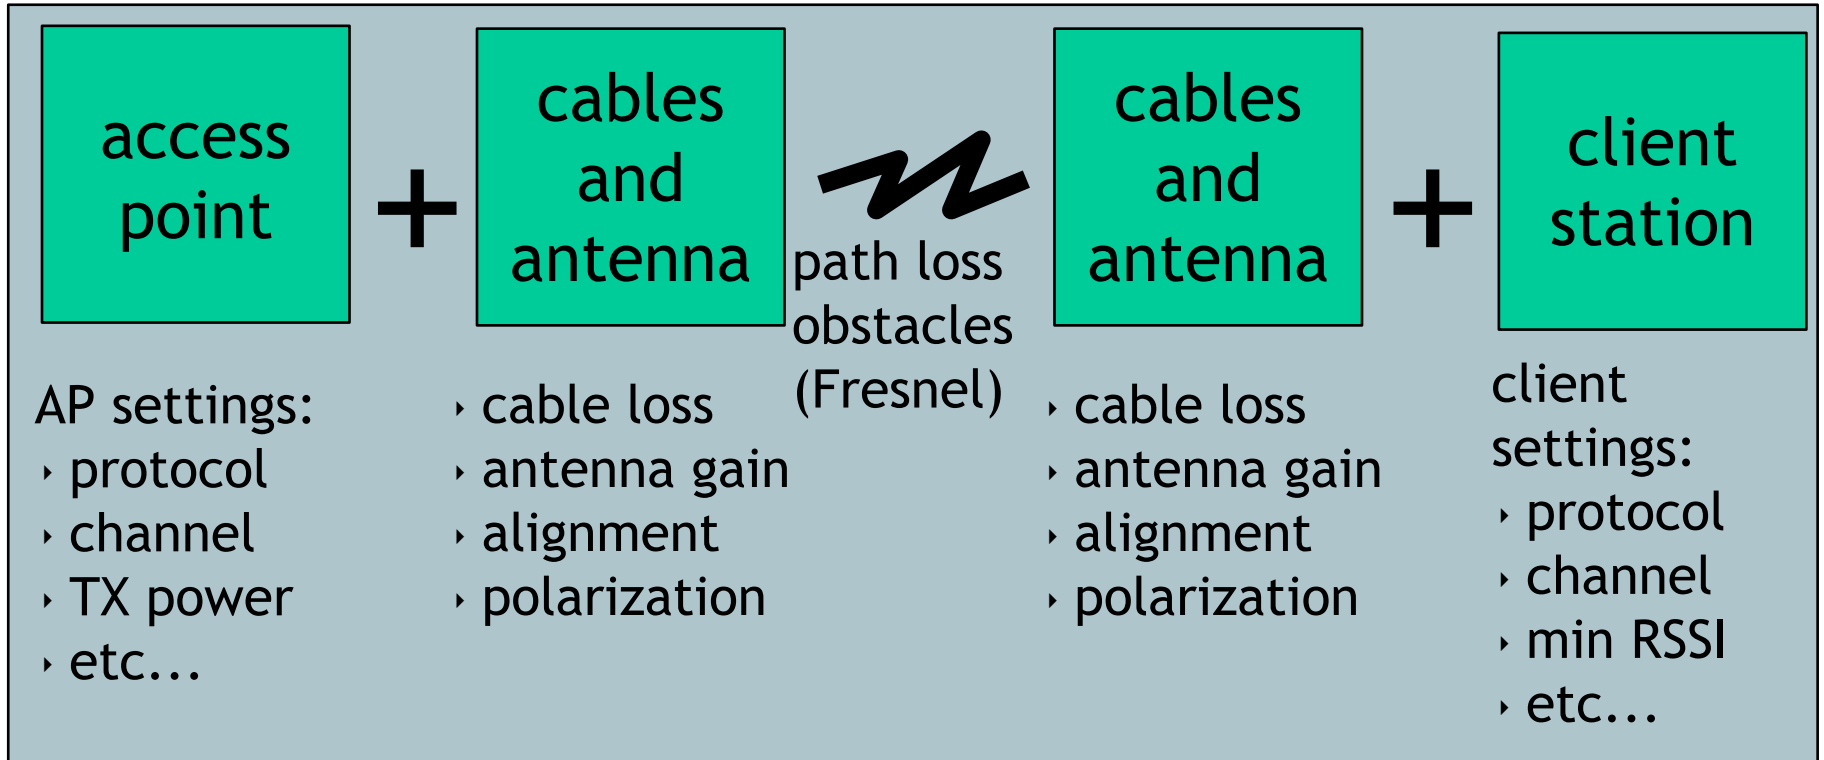 access
point
+
cables
and
antenna
path loss
obstacles
(Fresnel)
cables
and
antenna
+
client
station
AP settings:
‣ protocol
‣ channel
‣ TX power
‣ etc...
‣ cable loss
‣ antenna gain
‣ alignment
‣ polarization
‣ cable loss
‣ antenna gain
‣ alignment
‣ polarization
client
settings:
‣ protocol
‣ channel
‣ min RSSI
‣ etc...